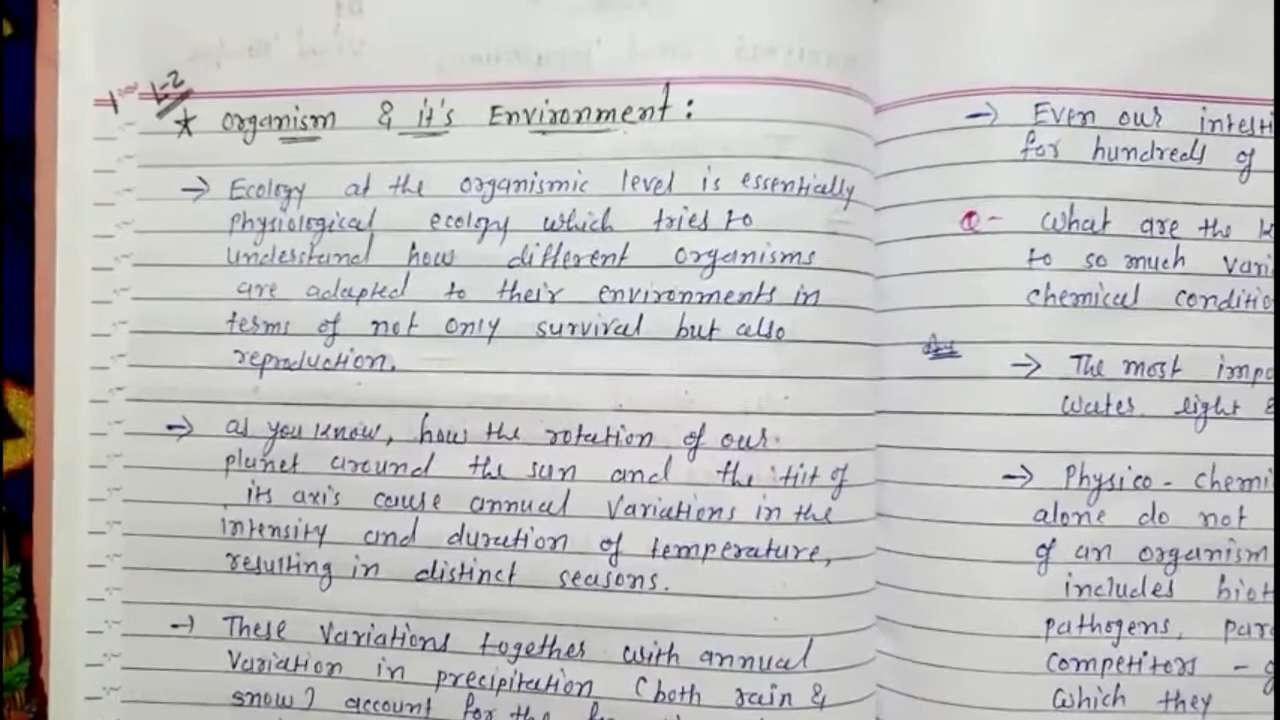 L-2
★ Organism & it's Environment :
→ Ecology at the organismic level is essentially
physiological ecology which tries to
understand how different organisms
are adapted to their environments in
terms of not only survival but also
reproduction.
→ as you know, how the rotation of our
planet around the sun and the tilt of
its axis cause annual variations in the
intensity and duration of temperature,
resulting in distinct seasons.
→ These variations together with annual
variation in precipitation (both rain &
snow) account for the
→ Even our intesti
for hundreds of
Q- What are the k
to so much vari
chemical conditio
Ans
→ The most impo
water, light &
→ Physico - chemi
alone do not
of an organism
includes biot
pathogens, para
competitors -
which they